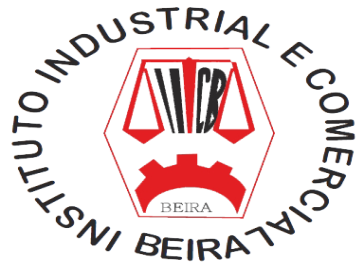 INSTITUTO INDUSTRIAL E COMERCIAL
IICB
BEIRA
BEIRA